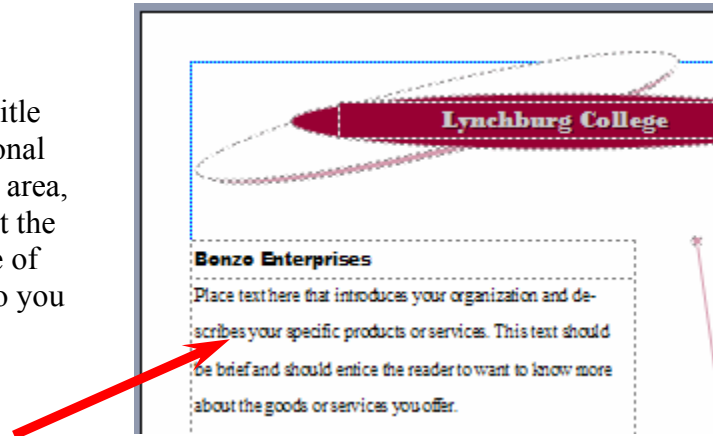 itle
onal
area,
t the
e of
o you
Lynchburg College
Bonzo Enterprises
Place text here that introduces your organization and de-
scribes your specific products or services. This text should
be brief and should entice the reader to want to know more
about the goods or services you offer.